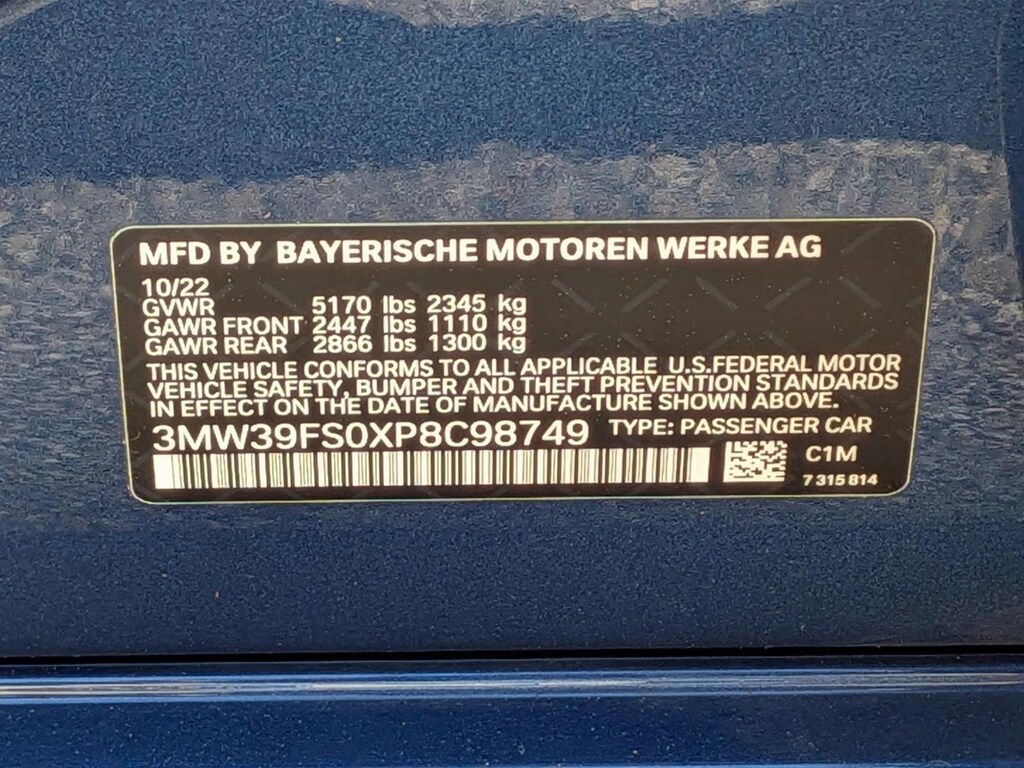 MFD BY BAYERISCHE MOTOREN WERKE AG
10/22
GVWR 5170 lbs 2345 kg
GAWR FRONT 2447 lbs 1110 kg
GAWR REAR 2866 lbs 1300 kg
THIS VEHICLE CONFORMS TO ALL APPLICABLE U.S.FEDERAL MOTOR
VEHICLE SAFETY, BUMPER AND THEFT PREVENTION STANDARDS
IN EFFECT ON THE DATE OF MANUFACTURE SHOWN ABOVE.
3MW39FS0XP8C98749 TYPE: PASSENGER CAR
C1M
7 315 814